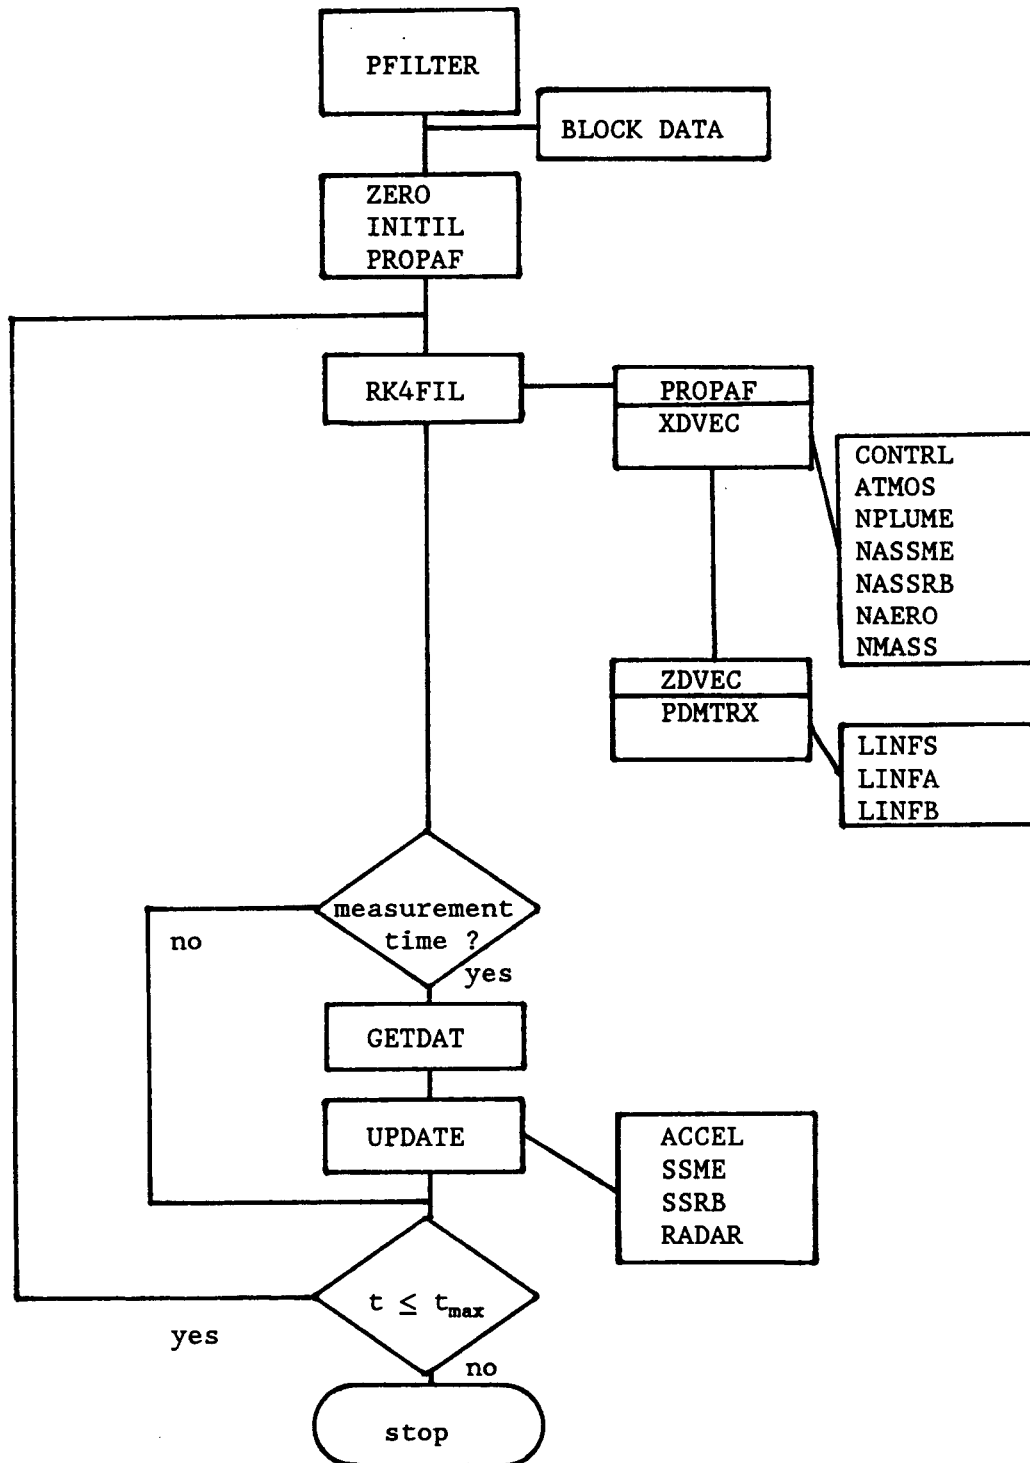 PFILTER
BLOCK DATA
ZERO
INITIL
PROPAF
RK4FIL
PROPAF
XDVEC
CONTRL
ATMOS
NPLUME
NASSME
NASSRB
NAERO
NMASS
ZDVEC
PDMTRX
LINFS
LINFA
LINFB
measurement
time ?
no
yes
GETDAT
UPDATE
ACCEL
SSME
SSRB
RADAR
t ≤ tmax
yes
no
stop